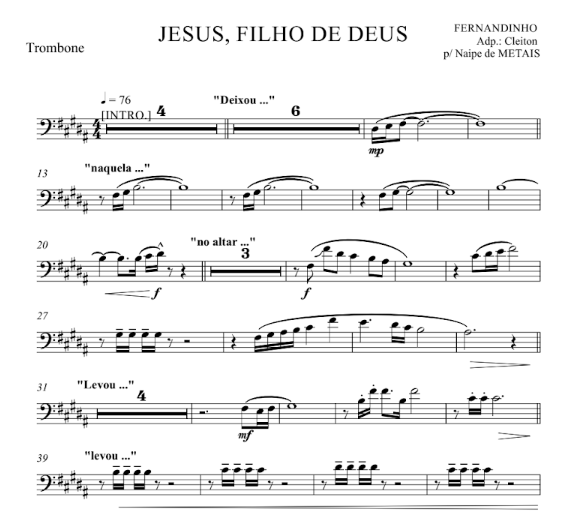 JESUS, FILHO DE DEUS
FERNANDINHO
Adp.: Cleiton
p/ Naipe de METAIS
Trombone
♩ = 76
[INTRO.] 4 "Deixou ..." 6
mp
13 "naquela ..."
20 "no altar ..." 3
f f
27
31 "Levou ..." 4
mf
39 "levou ..."